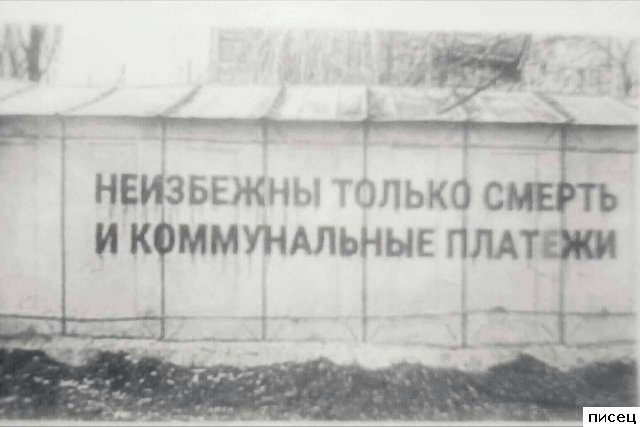 НЕИЗБЕЖНЫ ТОЛЬКО СМЕРТЬ
И КОММУНАЛЬНЫЕ ПЛАТЕЖИ
писец